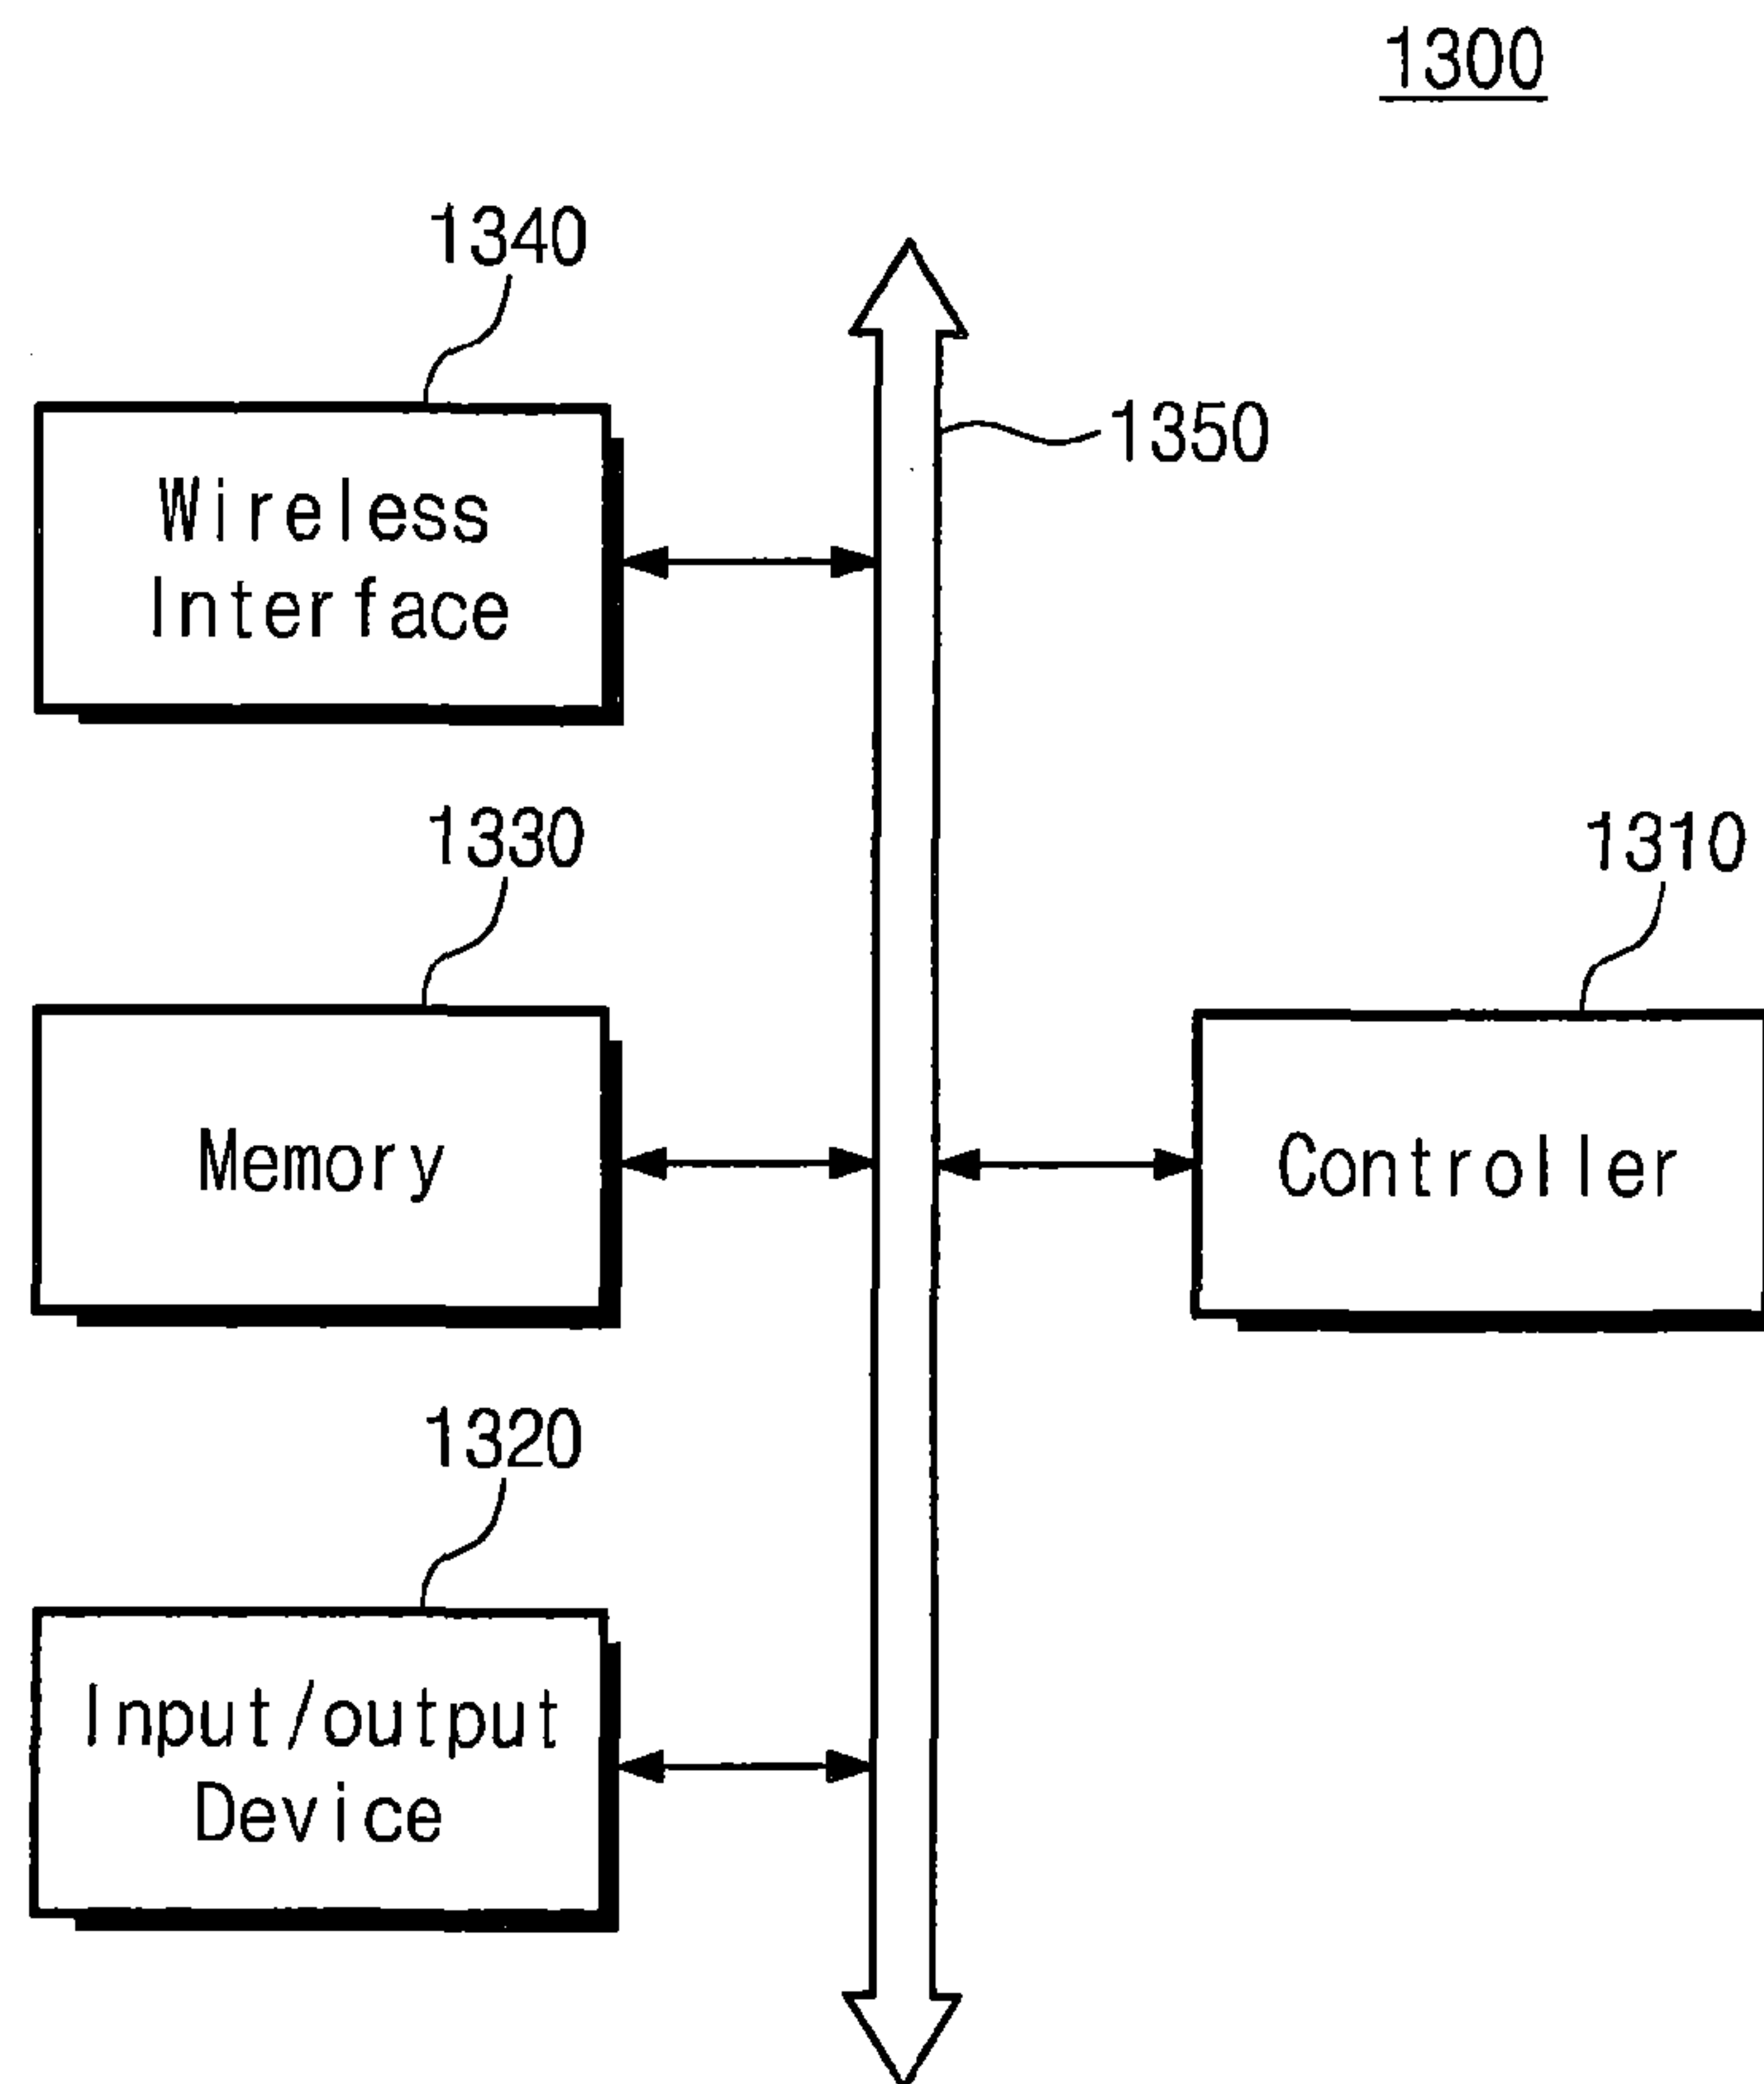 1300
1340
1350
Wireless
Interface
1330
1310
Memory
Controller
1320
Input/output
Device